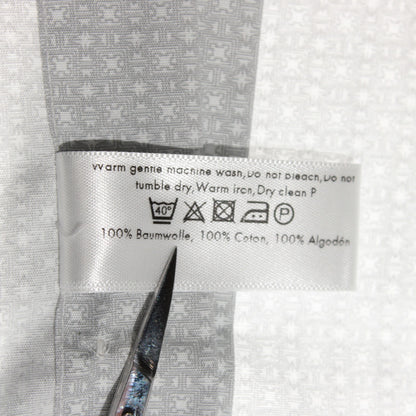 Warm gentle machine wash,Do not bleach,Do not
tumble dry,Warm iron,Dry clean P
40°
P
100% Baumwolle, 100% Coton, 100% Algodón